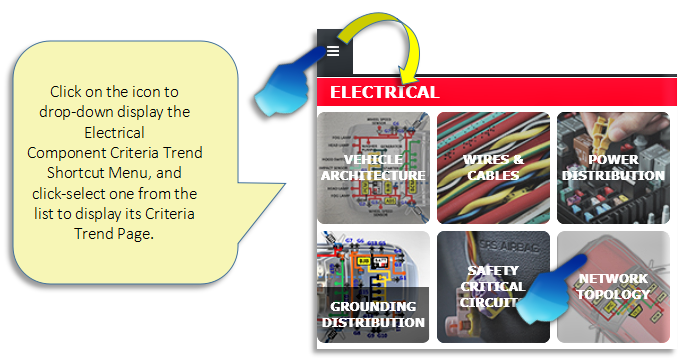 Click on the icon to
drop-down display the
Electrical
Component Criteria Trend
Shortcut Menu, and
click-select one from the
list to display its Criteria
Trend Page.
ELECTRICAL
VEHICLE
ARCHITECTURE
WIRES &
CABLES
POWER
DISTRIBUTION
GROUNDING
DISTRIBUTION
SAFETY
CRITICAL
CIRCUIT
NETWORK
TOPOLOGY
SRS AIRBAG